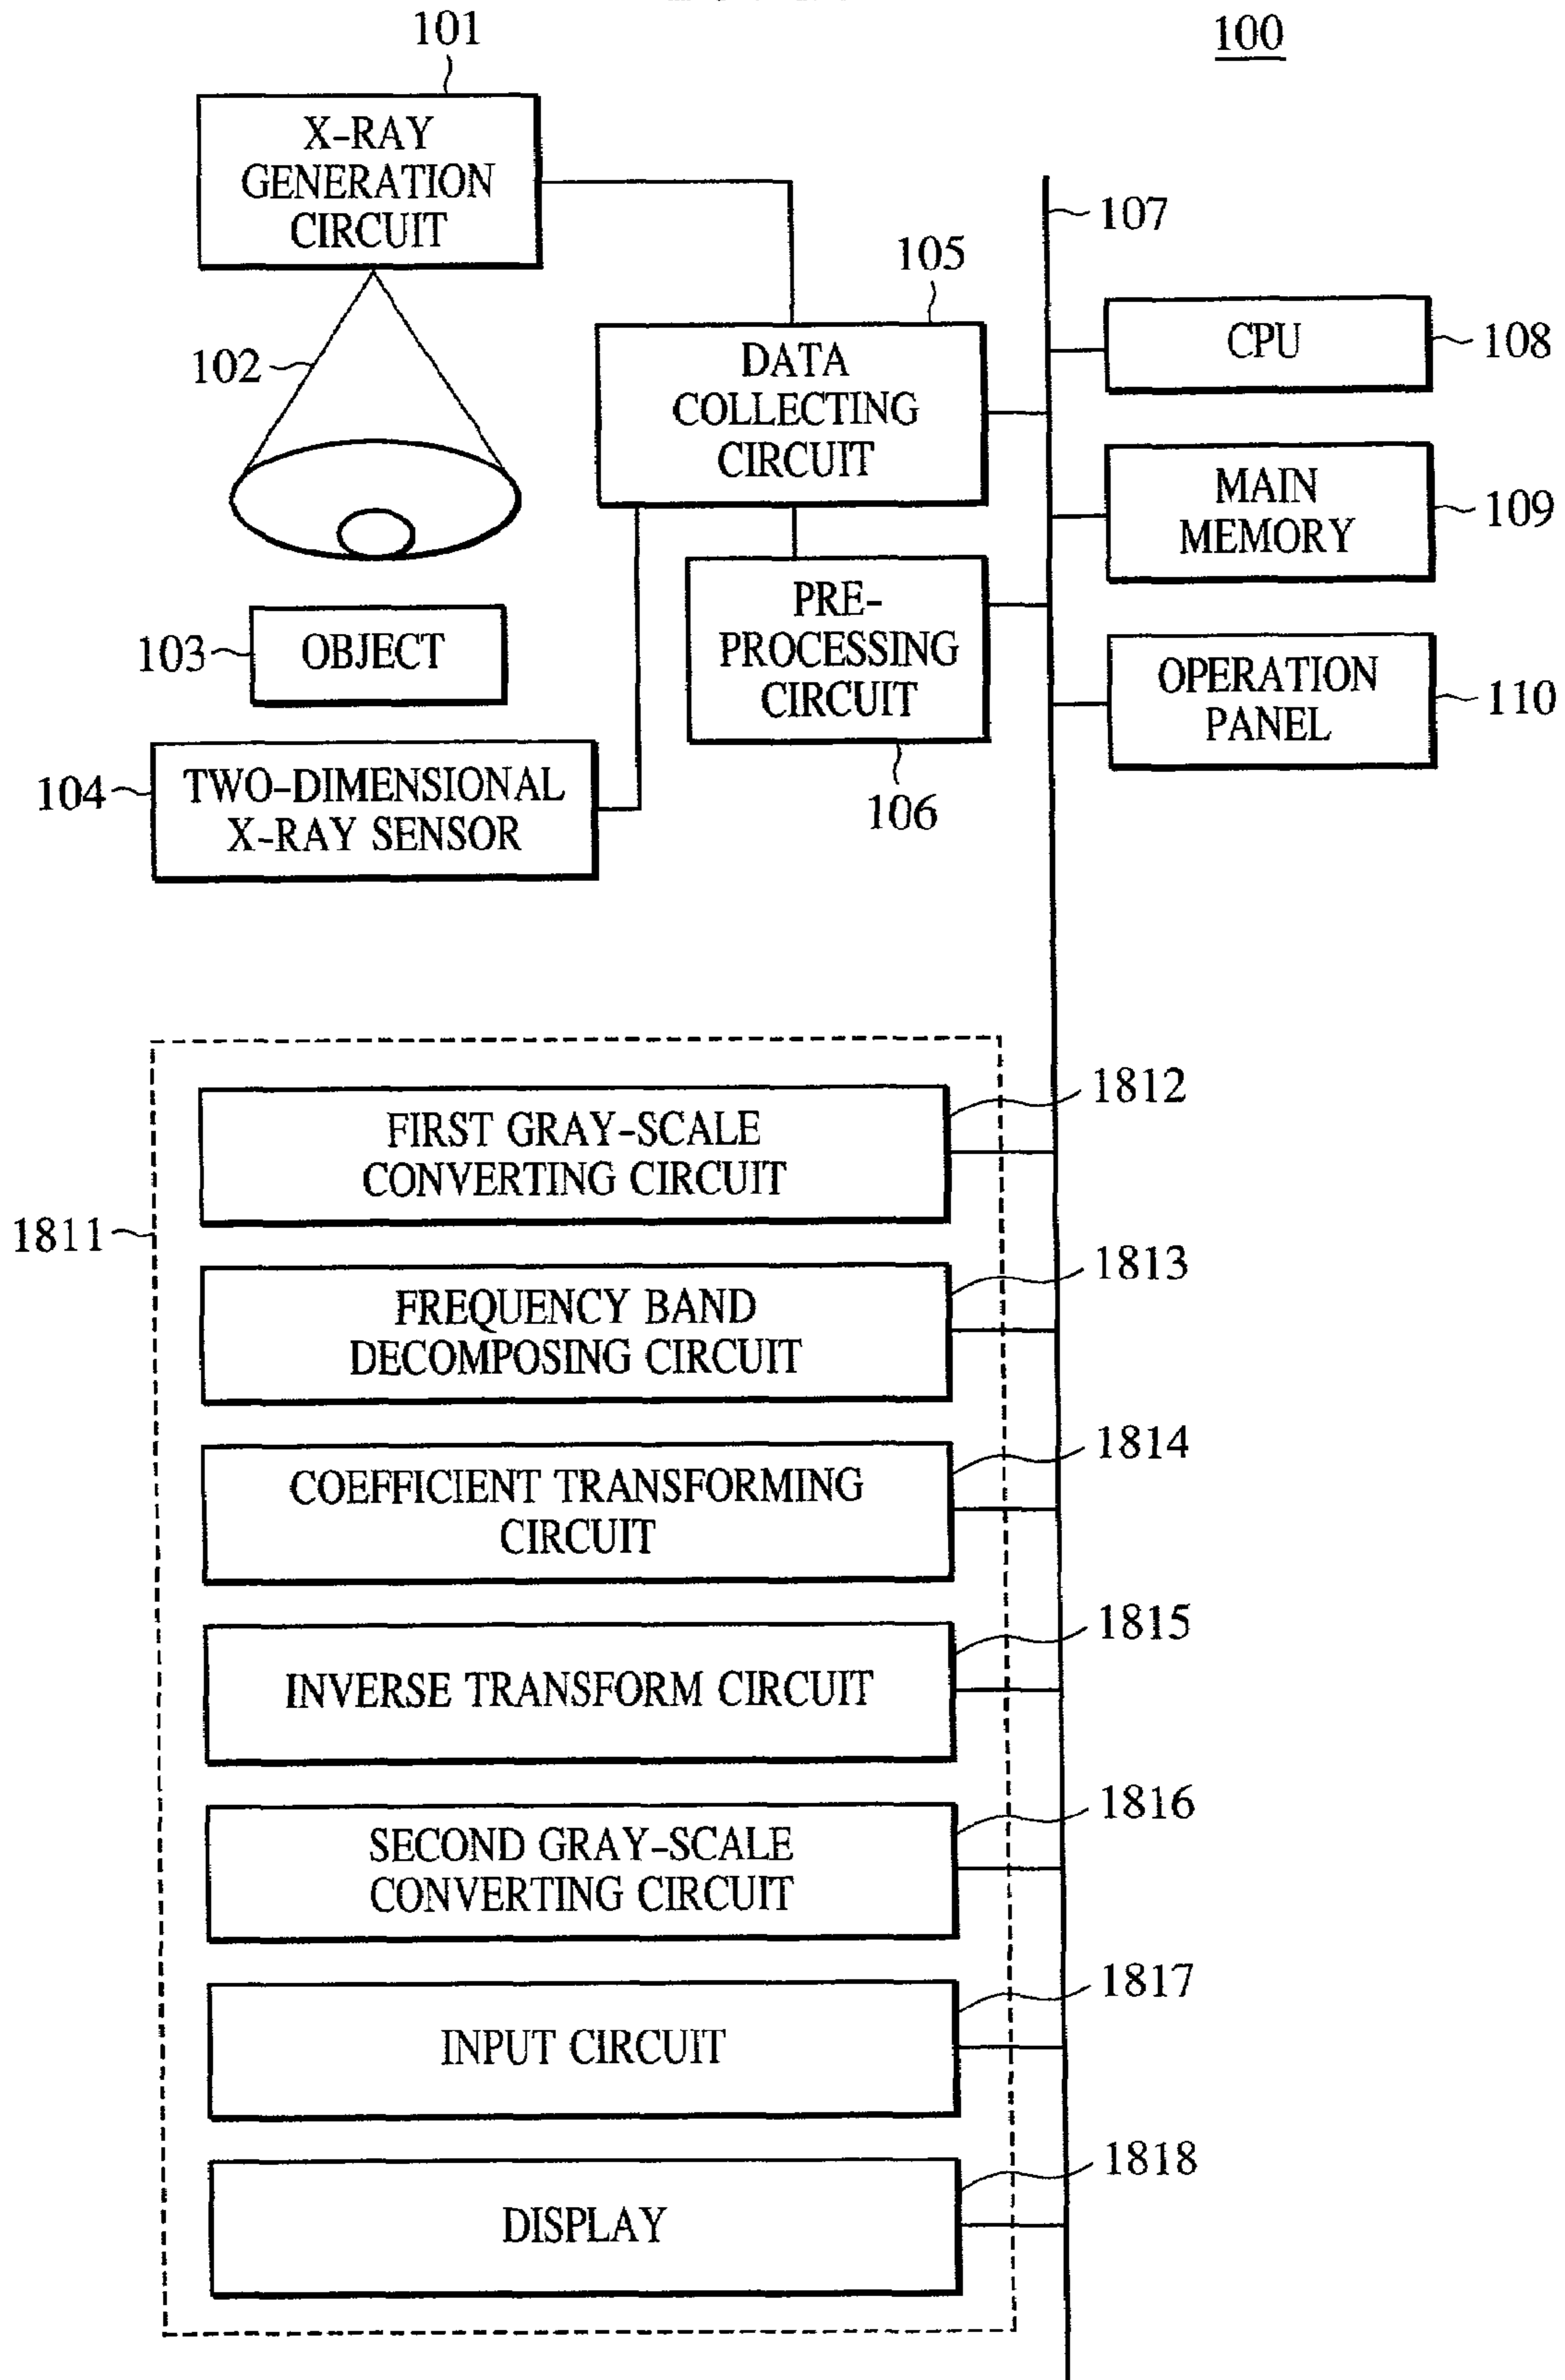 100
101
X-RAY
GENERATION
CIRCUIT
102
107
105
DATA
COLLECTING
CIRCUIT
CPU
108
MAIN
MEMORY
109
103
OBJECT
PRE-
PROCESSING
CIRCUIT
106
OPERATION
PANEL
110
104
TWO-DIMENSIONAL
X-RAY SENSOR
1811
1812
FIRST GRAY-SCALE
CONVERTING CIRCUIT
1813
FREQUENCY BAND
DECOMPOSING CIRCUIT
1814
COEFFICIENT TRANSFORMING
CIRCUIT
1815
INVERSE TRANSFORM CIRCUIT
1816
SECOND GRAY-SCALE
CONVERTING CIRCUIT
1817
INPUT CIRCUIT
1818
DISPLAY